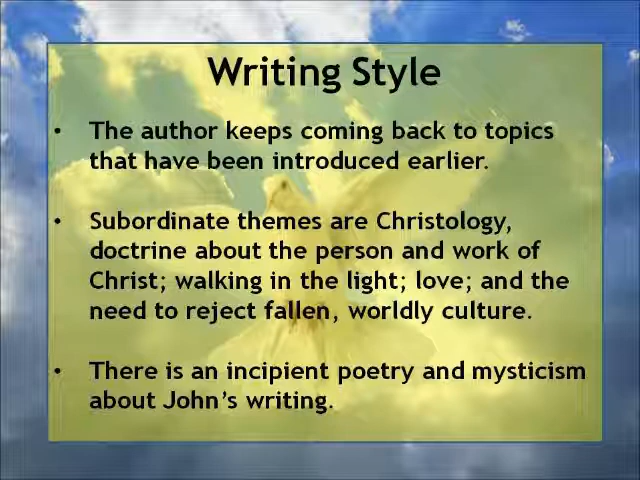 Writing Style
• The author keeps coming back to topics
that have been introduced earlier.
• Subordinate themes are Christology,
doctrine about the person and work of
Christ; walking in the light; love; and the
need to reject fallen, worldly culture.
• There is an incipient poetry and mysticism
about John’s writing.